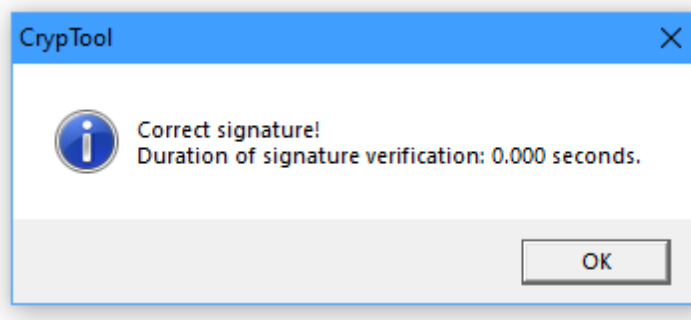 CrypTool
Correct signature!
Duration of signature verification: 0.000 seconds.
OK